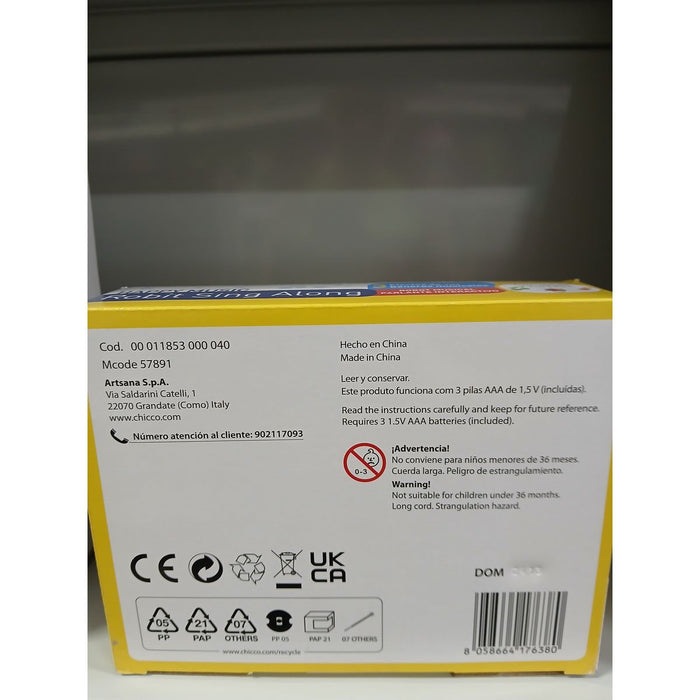 Robit Sing Along
Cod. 00 011853 000 040
Mcode 57891
Artsana S.p.A.
Via Saldarini Catelli, 1
22070 Grandate (Como) Italy
www.chicco.com
Número atención al cliente: 902117093
Hecho en China
Made in China
Leer y conservar.
Este producto funciona com 3 pilas AAA de 1,5 V (incluidas).
Read the instructions carefully and keep for future reference.
Requires 3 1.5V AAA batteries (included).
0-3
¡Advertencia!
No conviene para niños menores de 36 meses.
Cuerda larga. Peligro de estrangulamiento.
Warning!
Not suitable for children under 36 months.
Long cord. Strangulation hazard.
CE
UK
CA
DOM
05 21 07
PP PAP OTHERS PP 05 PAP 21 07 OTHERS
www.chicco.com/recycle
8 058664 176380